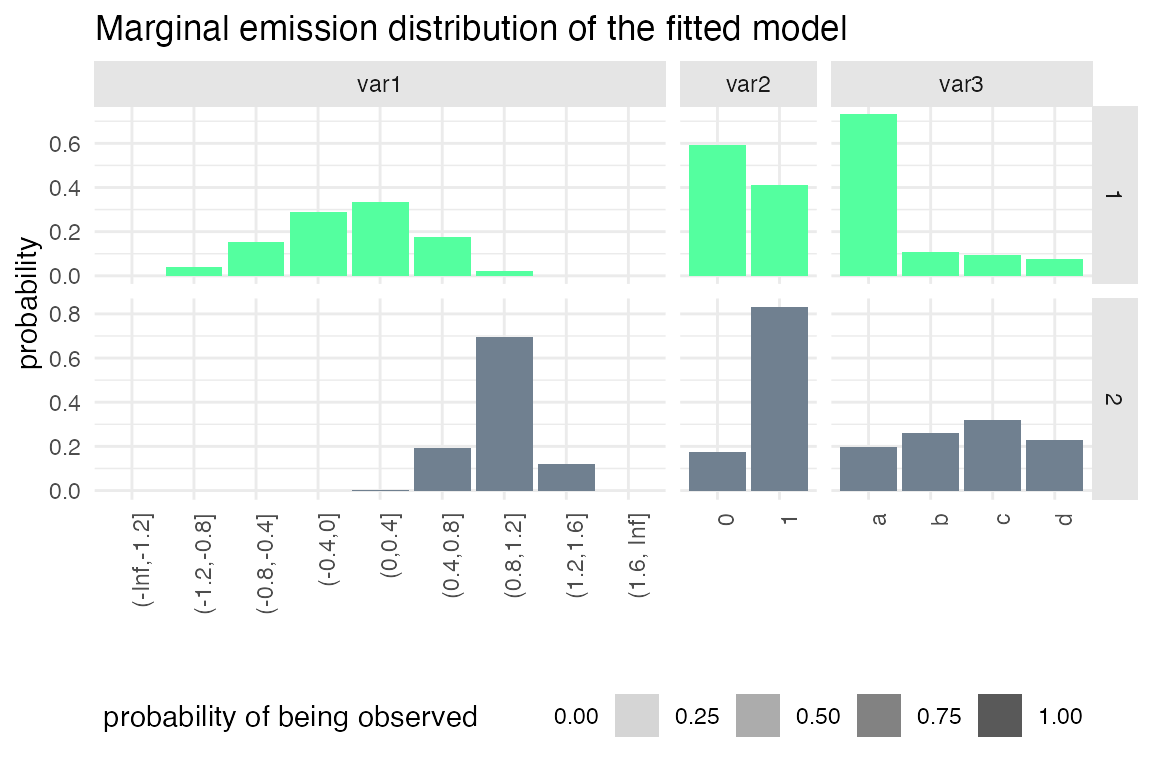 Marginal emission distribution of the fitted model
var1 var2 var3
probability
0.6
0.4
0.2
0.0
1
0.8
0.6
0.4
0.2
0.0
2
(-Inf,-1.2] (-1.2,-0.8] (-0.8,-0.4] (-0.4,0] (0,0.4] (0.4,0.8] (0.8,1.2] (1.2,1.6] (1.6, Inf] 0 1 a b c d
probability of being observed 0.00 0.25 0.50 0.75 1.00